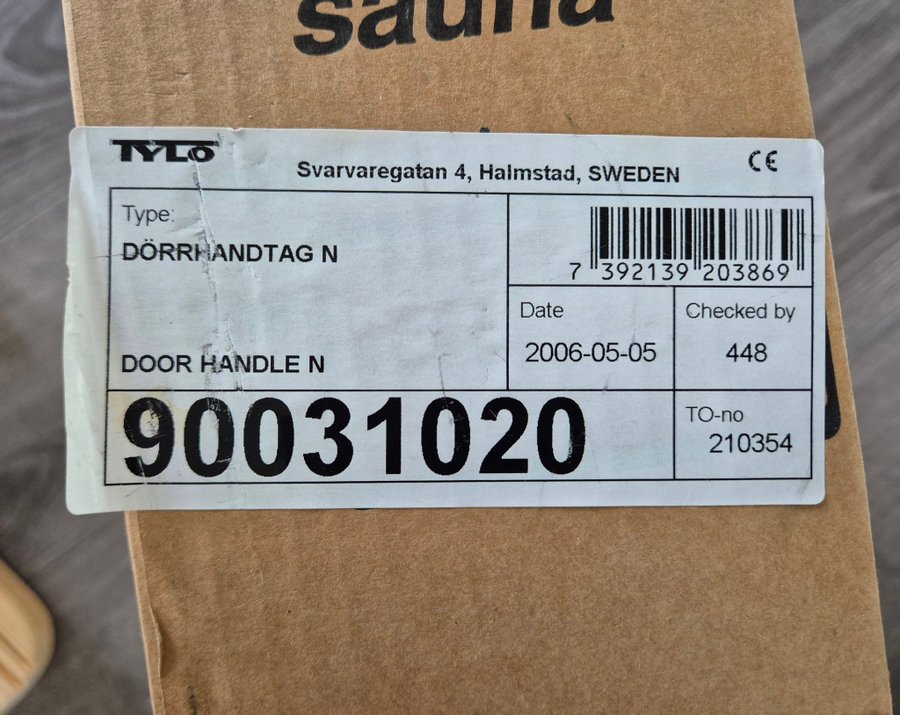 sauna
TYLÖ
Svarvaregatan 4, Halmstad, SWEDEN
CE
Type:
DÖRRHANDTAG N
DOOR HANDLE N
7 392139 203869
Date
2006-05-05
Checked by
448
90031020
TO-no
210354